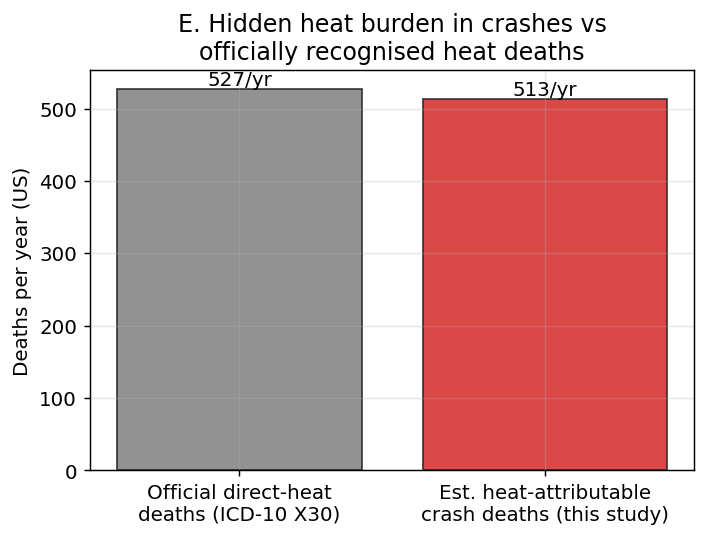 E. Hidden heat burden in crashes vs
officially recognised heat deaths
527/yr
513/yr
Deaths per year (US)
500
400
300
200
100
0
Official direct-heat
deaths (ICD-10 X30)
Est. heat-attributable
crash deaths (this study)